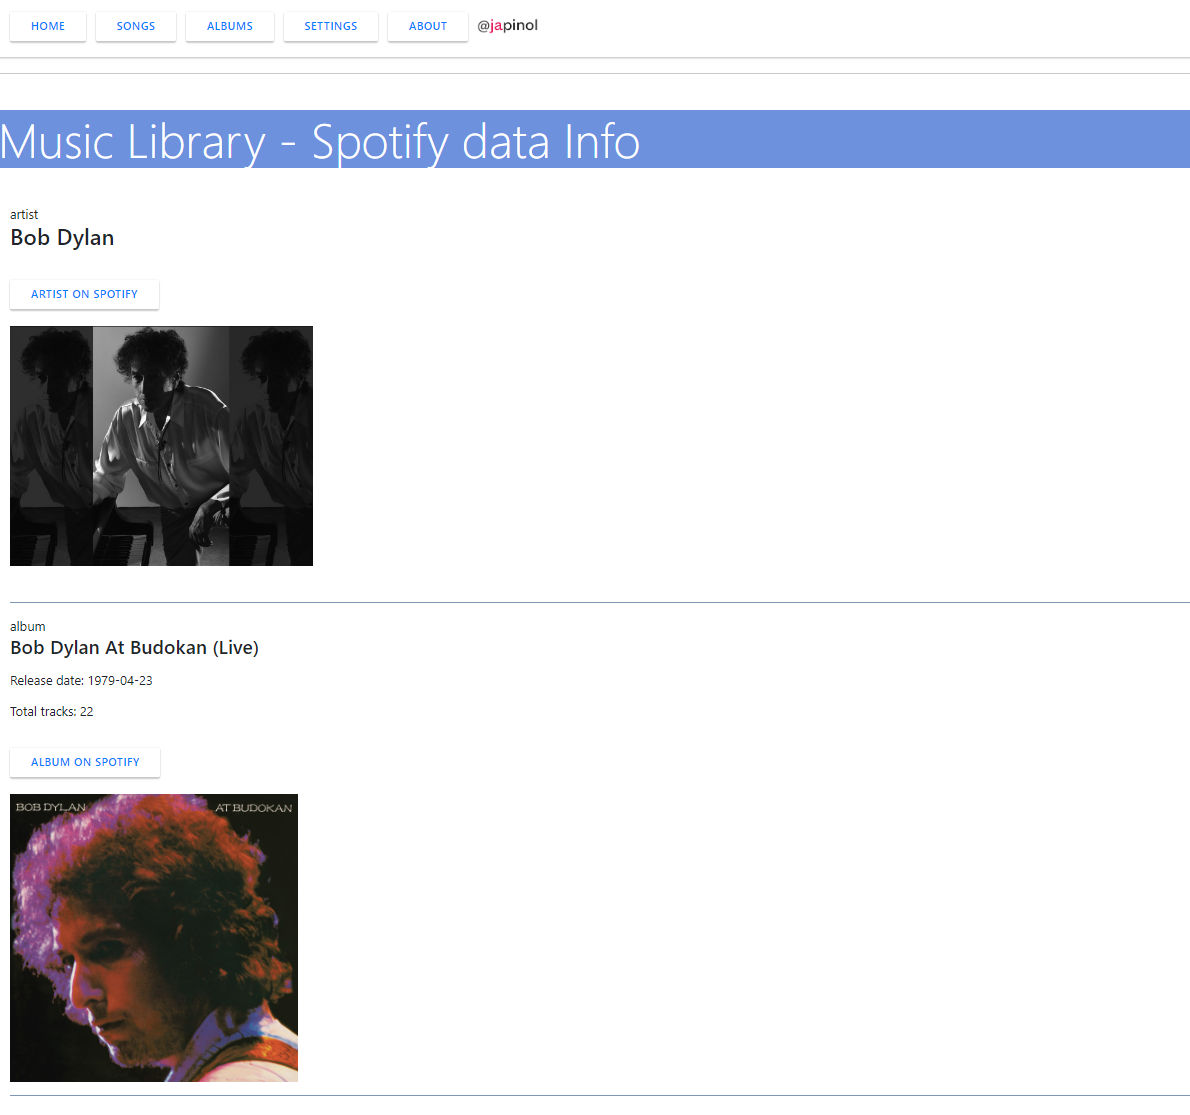 HOME SONGS ALBUMS SETTINGS ABOUT @japinol
Music Library - Spotify data Info
artist
Bob Dylan
ARTIST ON SPOTIFY
album
Bob Dylan At Budokan (Live)
Release date: 1979-04-23
Total tracks: 22
ALBUM ON SPOTIFY
BOB DYLAN AT BUDOKAN